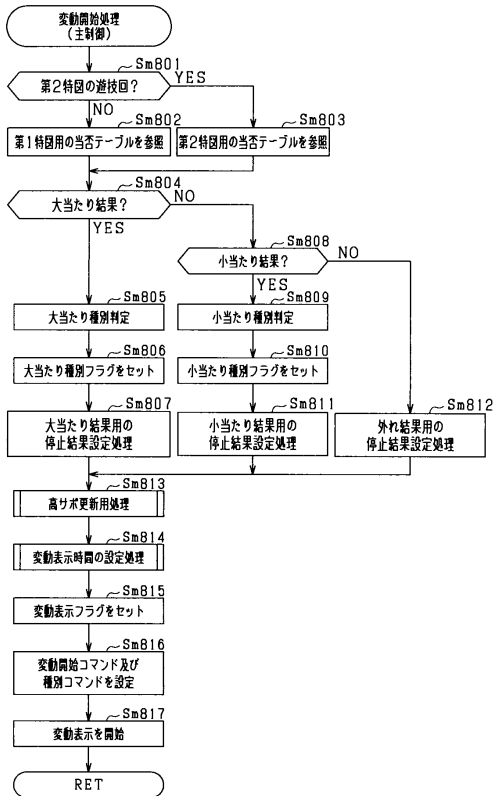 変動開始処理
(主制御)
Sm801
第2特図の遊技回?
YES
NO
Sm802
第1特図用の当否テーブルを参照
Sm803
第2特図用の当否テーブルを参照
Sm804
大当たり結果?
NO
YES
Sm808
小当たり結果?
NO
YES
Sm805
大当たり種別判定
Sm809
小当たり種別判定
Sm806
大当たり種別フラグをセット
Sm810
小当たり種別フラグをセット
Sm807
大当たり結果用の
停止結果設定処理
Sm811
小当たり結果用の
停止結果設定処理
Sm812
外れ結果用の
停止結果設定処理
Sm813
高サポ更新用処理
Sm814
変動表示時間の設定処理
Sm815
変動表示フラグをセット
Sm816
変動開始コマンド及び
種別コマンドを設定
Sm817
変動表示を開始
RET